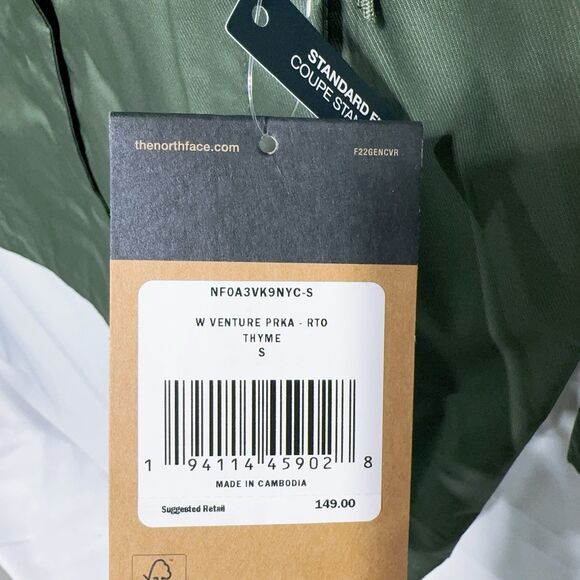 STANDARD F
COUPE STAN
thenorthface.com
F22GENCVR
NF0A3VK9NYC-S
W VENTURE PRKA - RTO
THYME
S
1 94114 45902 8
MADE IN CAMBODIA
Suggested Retail 149.00